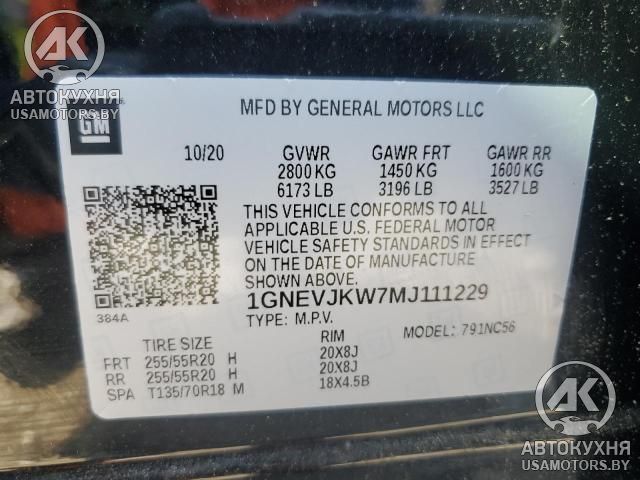 АВТОКУХНЯ
USAMOTORS.BY
GM
MFD BY GENERAL MOTORS LLC
10/20 GVWR GAWR FRT GAWR RR
2800 KG 1450 KG 1600 KG
6173 LB 3196 LB 3527 LB
THIS VEHICLE CONFORMS TO ALL
APPLICABLE U.S. FEDERAL MOTOR
VEHICLE SAFETY STANDARDS IN EFFECT
ON THE DATE OF MANUFACTURE
SHOWN ABOVE.
1GNEVJKW7MJ111229
384A
TYPE: M.P.V. MODEL: 791NC56
TIRE SIZE RIM
FRT 255/55R20 H 20X8J
RR 255/55R20 H 20X8J
SPA T135/70R18 M 18X4.5B
AK
АВТОКУХНЯ
USAMOTORS.BY
AK